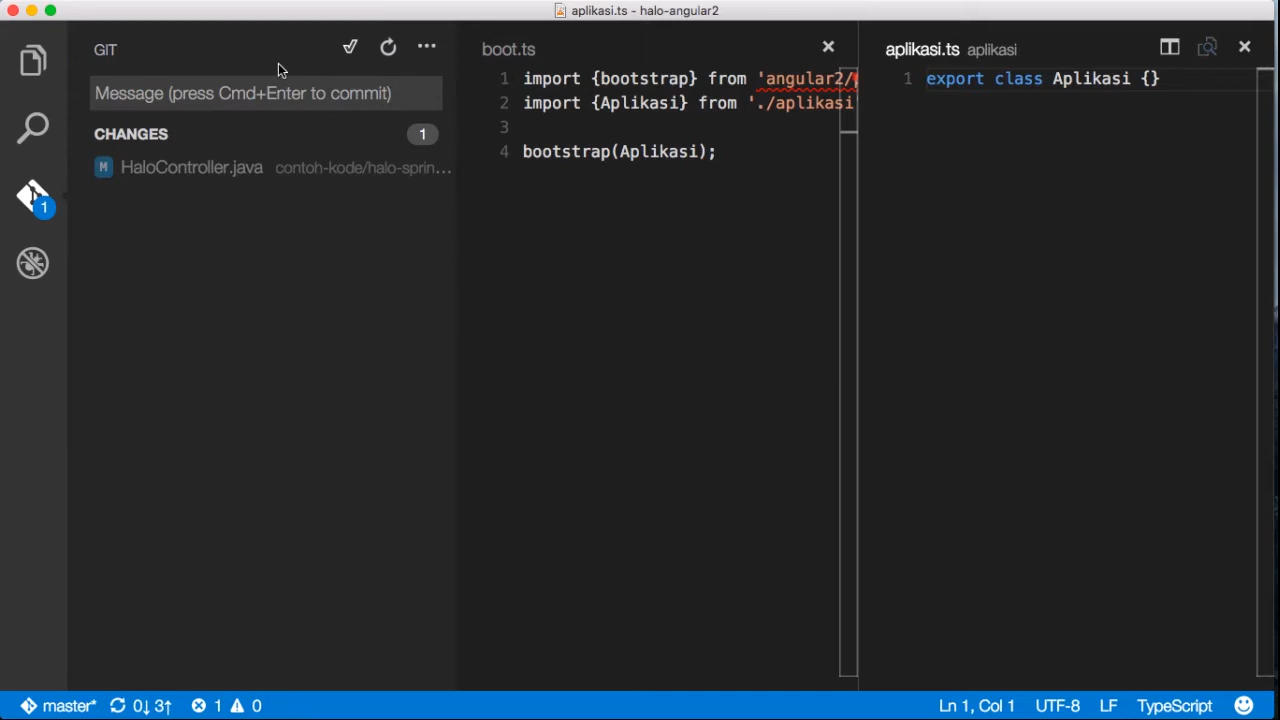 aplikasi.ts - halo-angular2
GIT
Message (press Cmd+Enter to commit)
CHANGES 1
M HaloController.java contoh-kode/halo-sprin...
1
boot.ts
1 import {bootstrap} from 'angular2/
2 import {Aplikasi} from './aplikasi'
3
4 bootstrap(Aplikasi);
aplikasi.ts aplikasi
1 export class Aplikasi {}
master* 0↓ 3↑ 1 0
Ln 1, Col 1 UTF-8 LF TypeScript